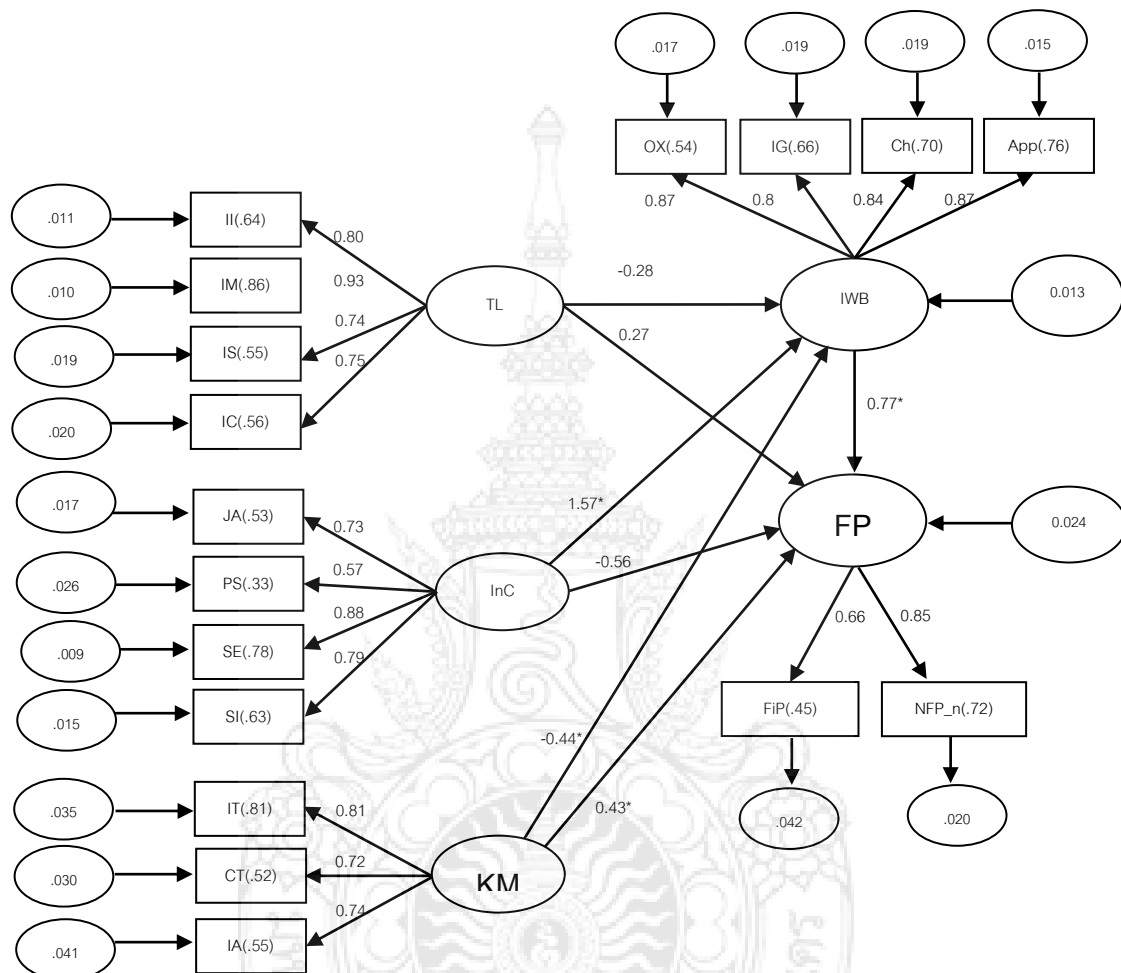 .017
.019
.019
.015
OX(.54)
IG(.66)
Ch(.70)
App(.76)
0.87
0.8
0.84
0.87
.011
II(.64)
0.80
.010
IM(.86)
0.93
.019
IS(.55)
0.74
.020
IC(.56)
0.75
TL
-0.28
0.27
IWB
0.013
0.77*
.017
JA(.53)
0.73
.026
PS(.33)
0.57
.009
SE(.78)
0.88
.015
SI(.63)
0.79
InC
1.57*
-0.56
FP
0.024
0.66
0.85
FiP(.45)
NFP_n(.72)
.042
.020
-0.44*
0.43*
.035
IT(.81)
0.81
.030
CT(.52)
0.72
.041
IA(.55)
0.74
KM